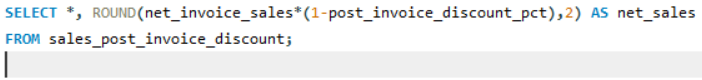 SELECT *, ROUND(net_invoice_sales*(1-post_invoice_discount_pct),2) AS net_sales
FROM sales_post_invoice_discount;